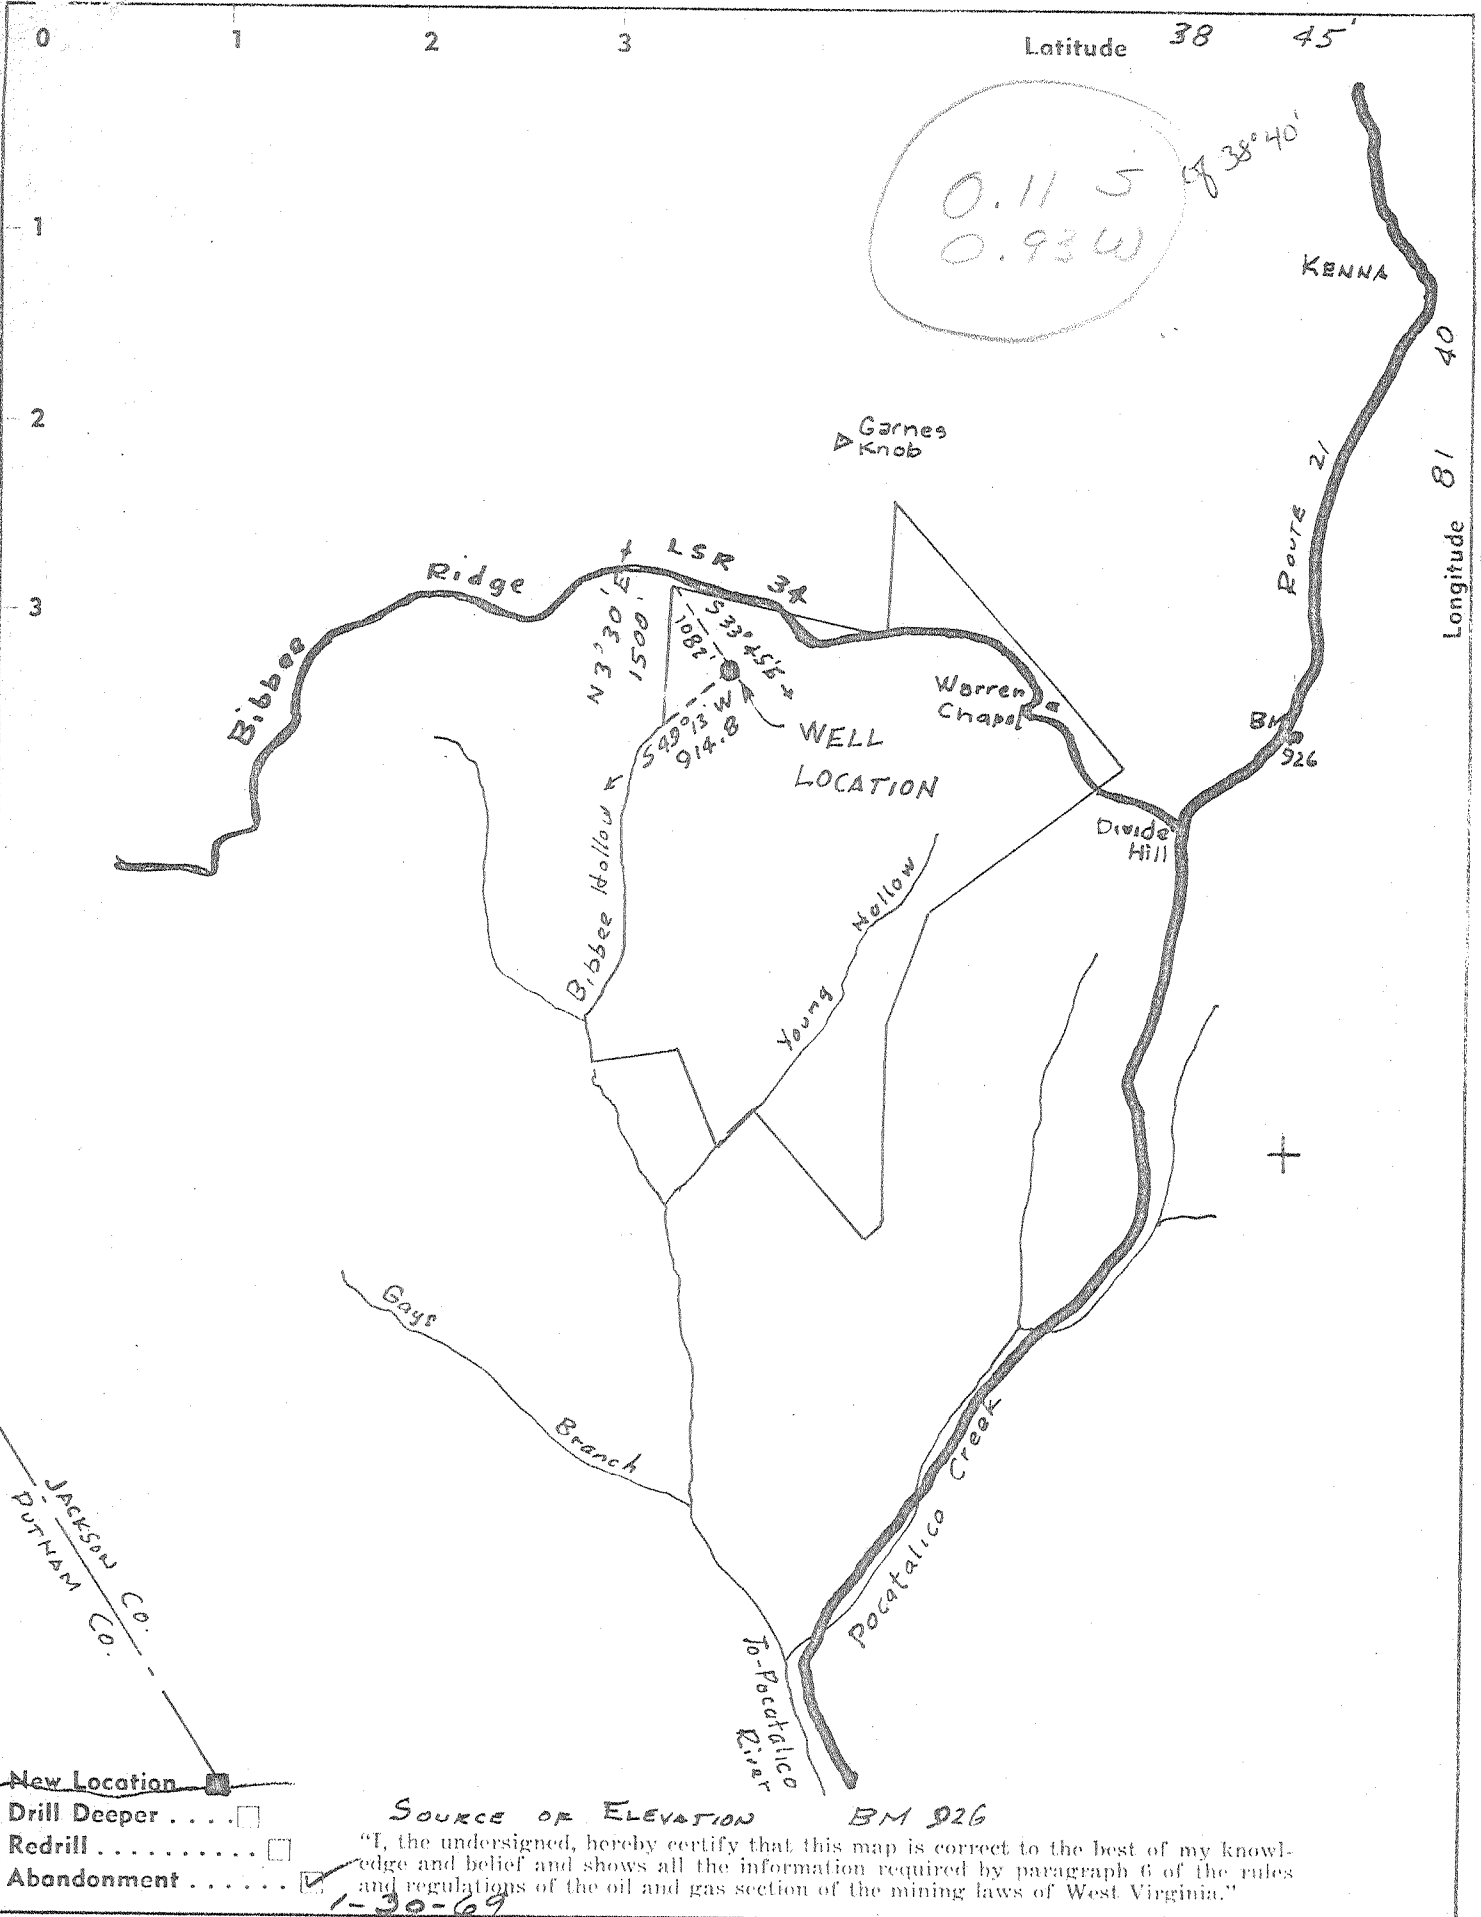 0 1 2 3 Latitude 38 45'
0.11 S of 38° 40'
0.93 W
1
KENNA
Longitude 81 40
2
Garnes
Knob
ROUTE 21
3
Bibbee Ridge LSR 34
N 3° 30' E
1500'
S 33° 45' E
1082'
S 49° 13' W
914.8
WELL
LOCATION
Warren
Chapel
BM
926
Divide
Hill
Bibbee Hollow
Young Hollow
Gays Branch
Pocatalico Creek
JACKSON CO.
PUTNAM CO.
To-Pocatalico
River
New Location
Drill Deeper ....
Redrill ...........
Abandonment ......
1-30-69
SOURCE OF ELEVATION BM 926
"I, the undersigned, hereby certify that this map is correct to the best of my knowl-
edge and belief and shows all the information required by paragraph 6 of the rules
and regulations of the oil and gas section of the mining laws of West Virginia."